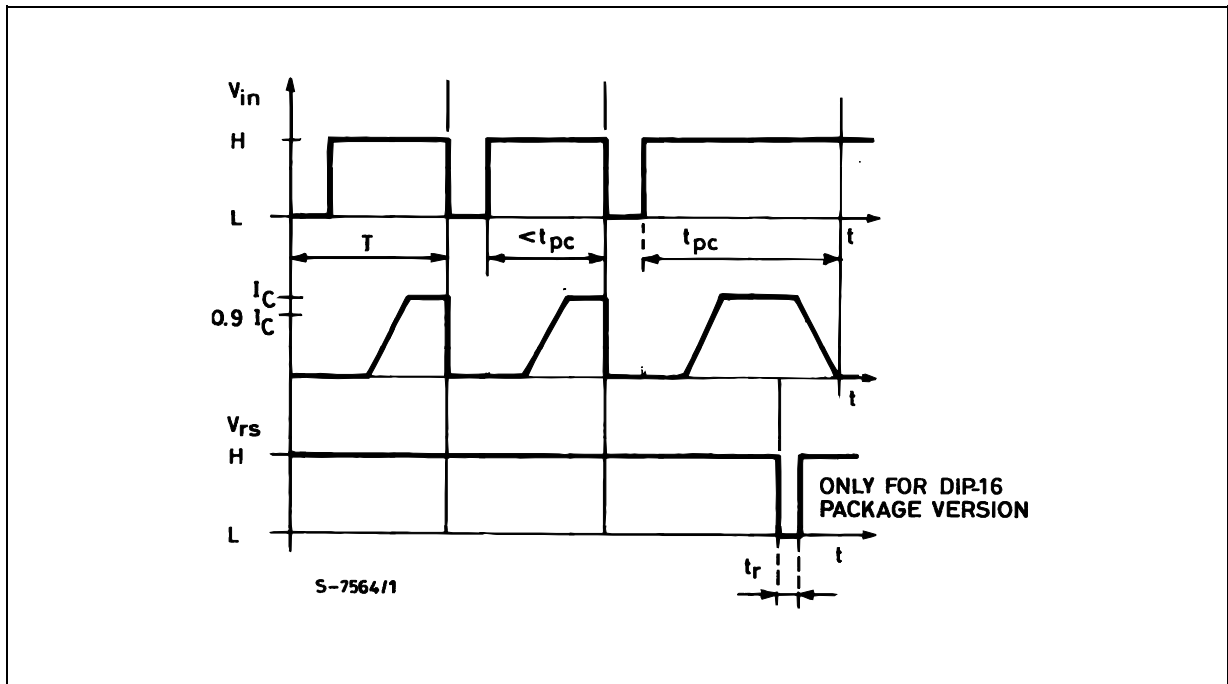 Vin
H
L
T
<tpc
tpc
t
IC
0.9 IC
t
Vrs
H
ONLY FOR DIP-16
PACKAGE VERSION
L
t
tr
S-7564/1